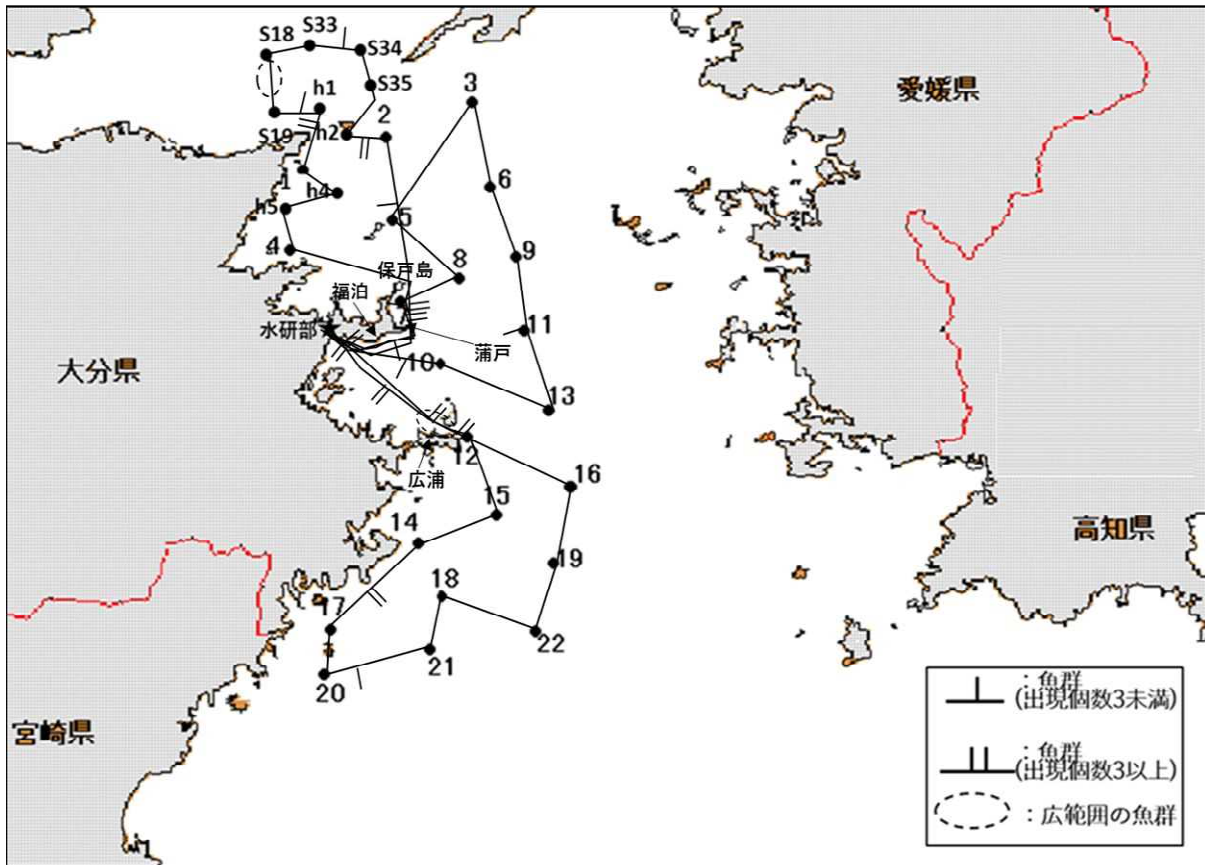 S18
S33
S34
S35
h1
S19
h2
2
3
1
h4
h5
4
5
6
8
9
保戸島
福泊
水研部
蒲戸
11
10
13
12
広浦
16
15
14
19
18
17
22
21
20
愛媛県
大分県
高知県
宮崎県
：魚群
(出現個数3未満)
：魚群
(出現個数3以上)
：広範囲の魚群